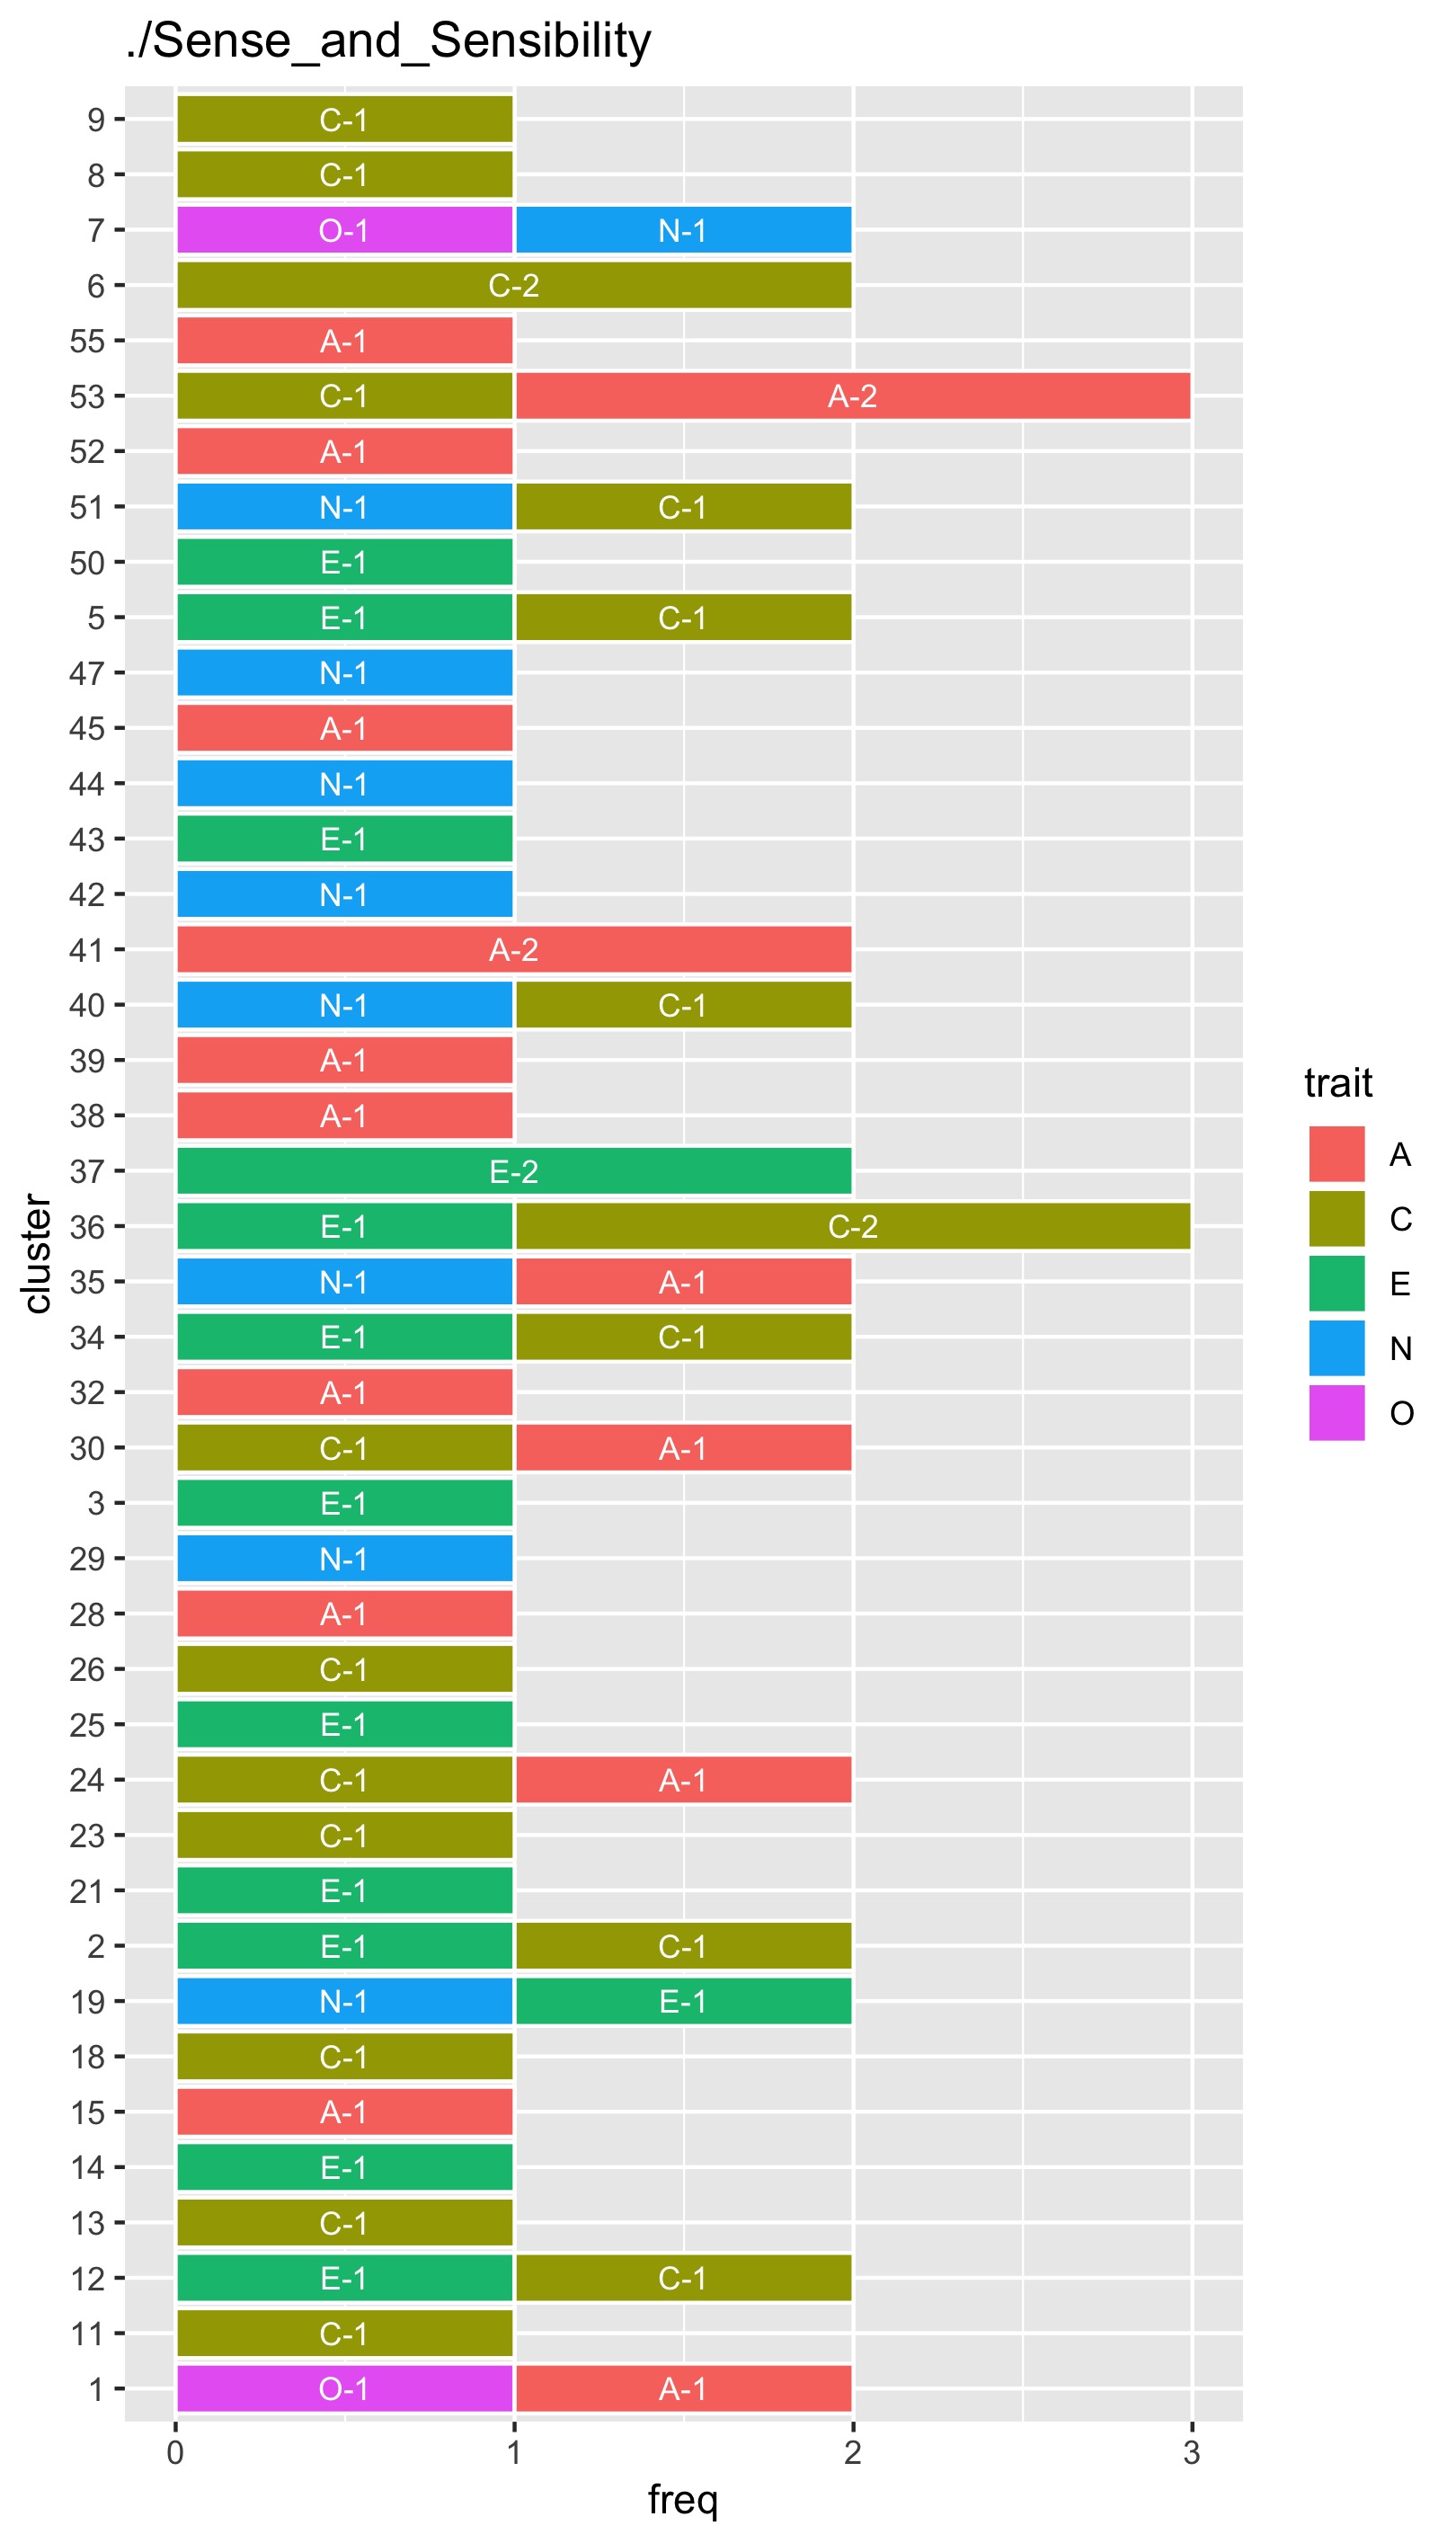 ./Sense_and_Sensibility
9 C-1
8 C-1
7 O-1 N-1
6 C-2
55 A-1
53 C-1 A-2
52 A-1
51 N-1 C-1
50 E-1
5 E-1 C-1
47 N-1
45 A-1
44 N-1
43 E-1
42 N-1
41 A-2
40 N-1 C-1
39 A-1
38 A-1
37 E-2
36 E-1 C-2
35 N-1 A-1
34 E-1 C-1
32 A-1
30 C-1 A-1
3 E-1
29 N-1
28 A-1
26 C-1
25 E-1
24 C-1 A-1
23 C-1
21 E-1
2 E-1 C-1
19 N-1 E-1
18 C-1
15 A-1
14 E-1
13 C-1
12 E-1 C-1
11 C-1
1 O-1 A-1
0 1 2 3
freq
cluster
trait
A
C
E
N
O